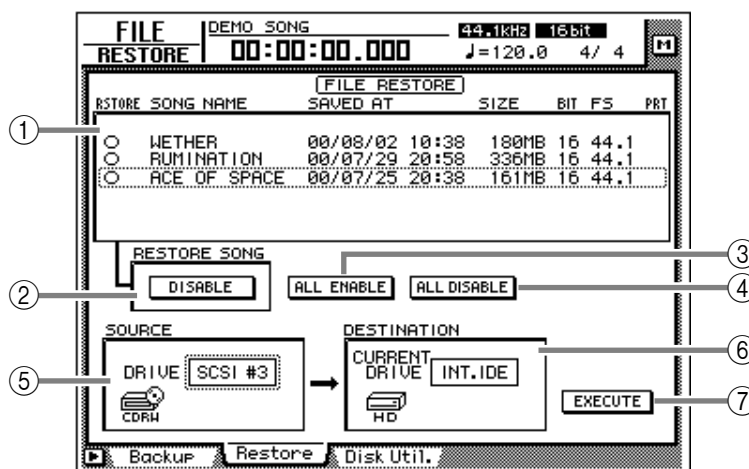 FILE DEMO SONG 44.1kHz 16bit
RESTORE 00:00:00.000 ♩=120.0 4/ 4 M
FILE RESTORE
RSTORE SONG NAME SAVED AT SIZE BIT FS PRT
1
WETHER 00/08/02 10:38 180MB 16 44.1
RUMINATION 00/07/29 20:58 336MB 16 44.1
ACE OF SPACE 00/07/25 20:38 161MB 16 44.1
RESTORE SONG 3
2 DISABLE ALL ENABLE ALL DISABLE 4
SOURCE DESTINATION
CURRENT 6
5 DRIVE SCSI #3 DRIVE INT.IDE
CDRW HD EXECUTE 7
Backup Restore Disk Util.